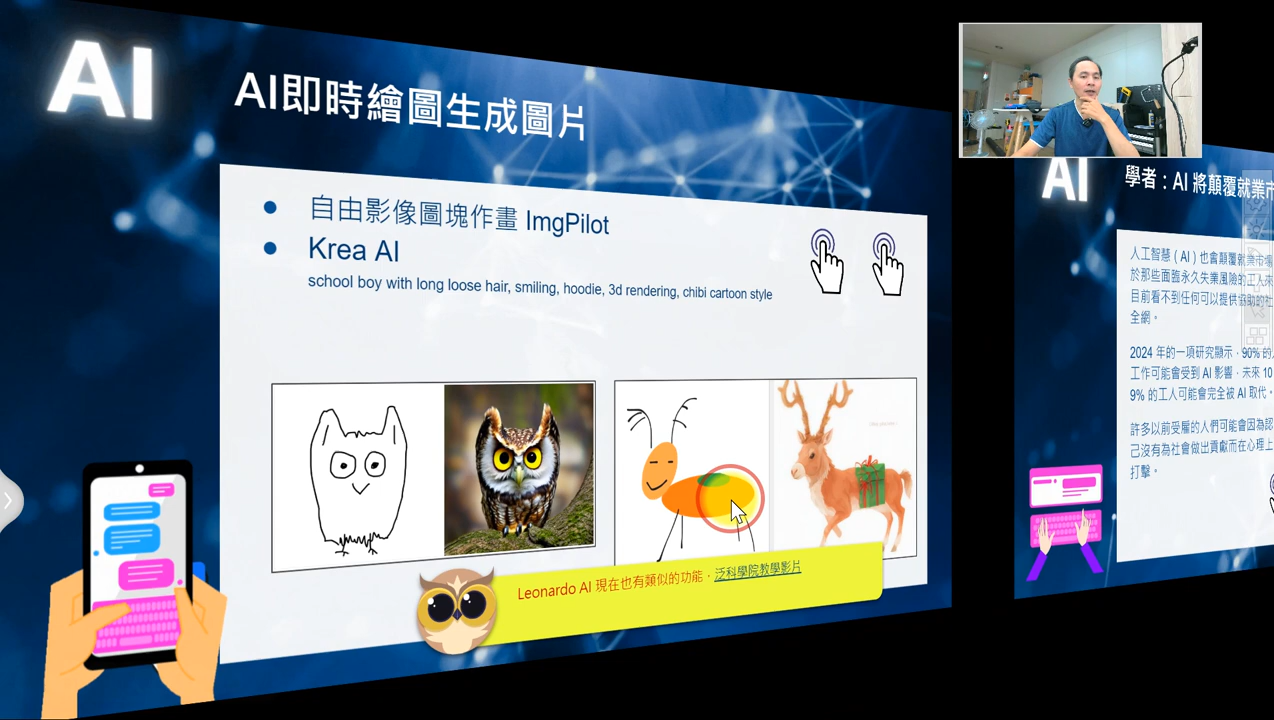 AI
AI即時繪圖生成圖片
自由影像圖塊作畫 ImgPilot
Krea AI
school boy with long loose hair, smiling, hoodie, 3d rendering, chibi cartoon style
Leonardo AI 現在也有類似的功能，泛科學院教學影片
AI
學者：AI 將顛覆就業市
人工智慧 ( AI ) 也會顛覆就業市場
於那些面臨永久失業風險的工人來
目前看不到任何可以提供協助的社
全網。
2024 年的一項研究顯示，90% 的
工作可能會受到 AI 影響，未來 10
9% 的工人可能會完全被 AI 取代。
許多以前受雇的人們可能會因為認
己沒有為社會做出貢獻而在心理上
打擊。